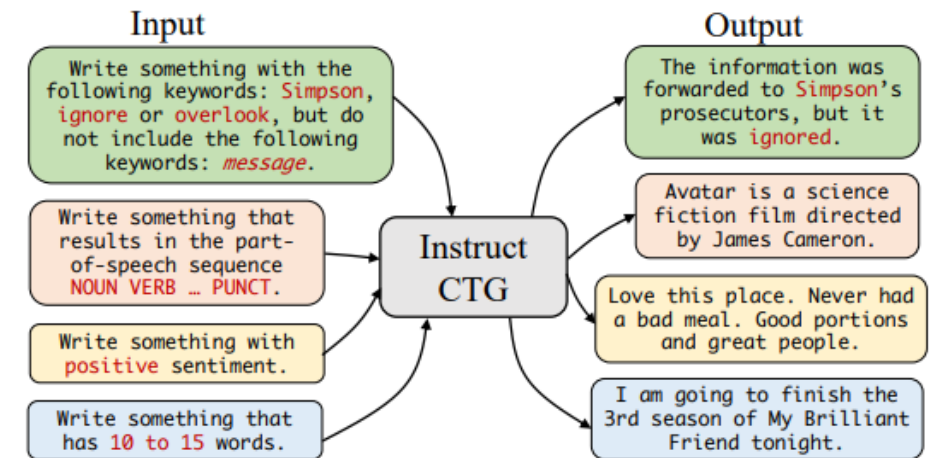 Input
Write something with the
following keywords: Simpson,
ignore or overlook, but do
not include the following
keywords: message.
Write something that
results in the part-
of-speech sequence
NOUN VERB … PUNCT.
Write something with
positive sentiment.
Write something that
has 10 to 15 words.
Instruct
CTG
Output
The information was
forwarded to Simpson's
prosecutors, but it
was ignored.
Avatar is a science
fiction film directed
by James Cameron.
Love this place. Never had
a bad meal. Good portions
and great people.
I am going to finish the
3rd season of My Brilliant
Friend tonight.